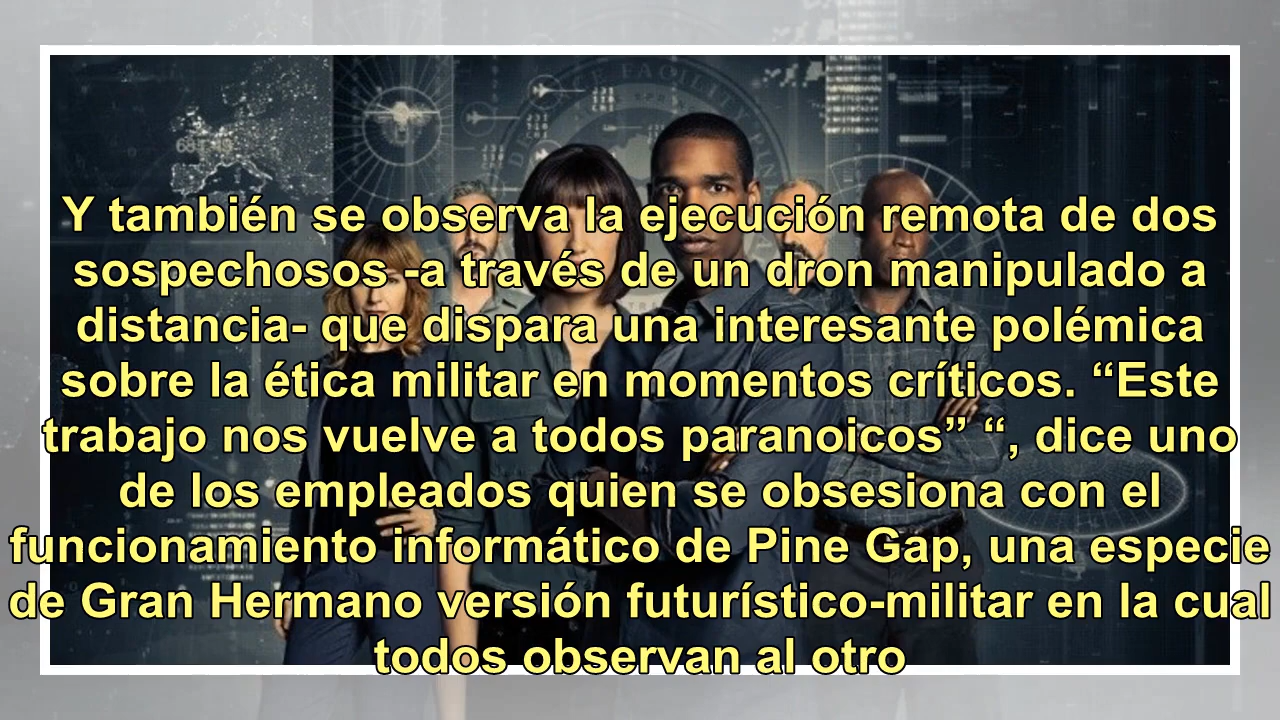 Y también se observa la ejecución remota de dos
sospechosos -a través de un dron manipulado a
distancia- que dispara una interesante polémica
sobre la ética militar en momentos críticos. “Este
trabajo nos vuelve a todos paranoicos” “, dice uno
de los empleados quien se obsesiona con el
funcionamiento informático de Pine Gap, una especie
de Gran Hermano versión futurístico-militar en la cual
todos observan al otro